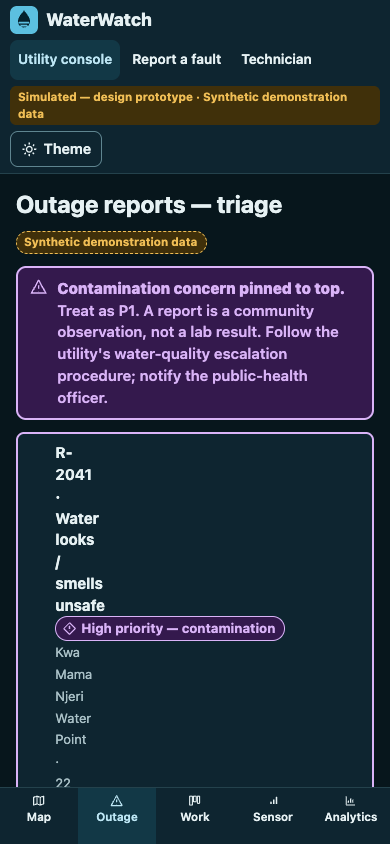 WaterWatch
Utility console
Report a fault
Technician
Simulated — design prototype · Synthetic demonstration
data
Theme
Outage reports — triage
Synthetic demonstration data
Contamination concern pinned to top.
Treat as P1. A report is a community
observation, not a lab result. Follow the
utility's water-quality escalation
procedure; notify the public-health
officer.
R-
2041
·
Water
looks
/
smells
unsafe
High priority — contamination
Kwa
Mama
Njeri
Water
Point
·
22
Map
Outage
Work
Sensor
Analytics